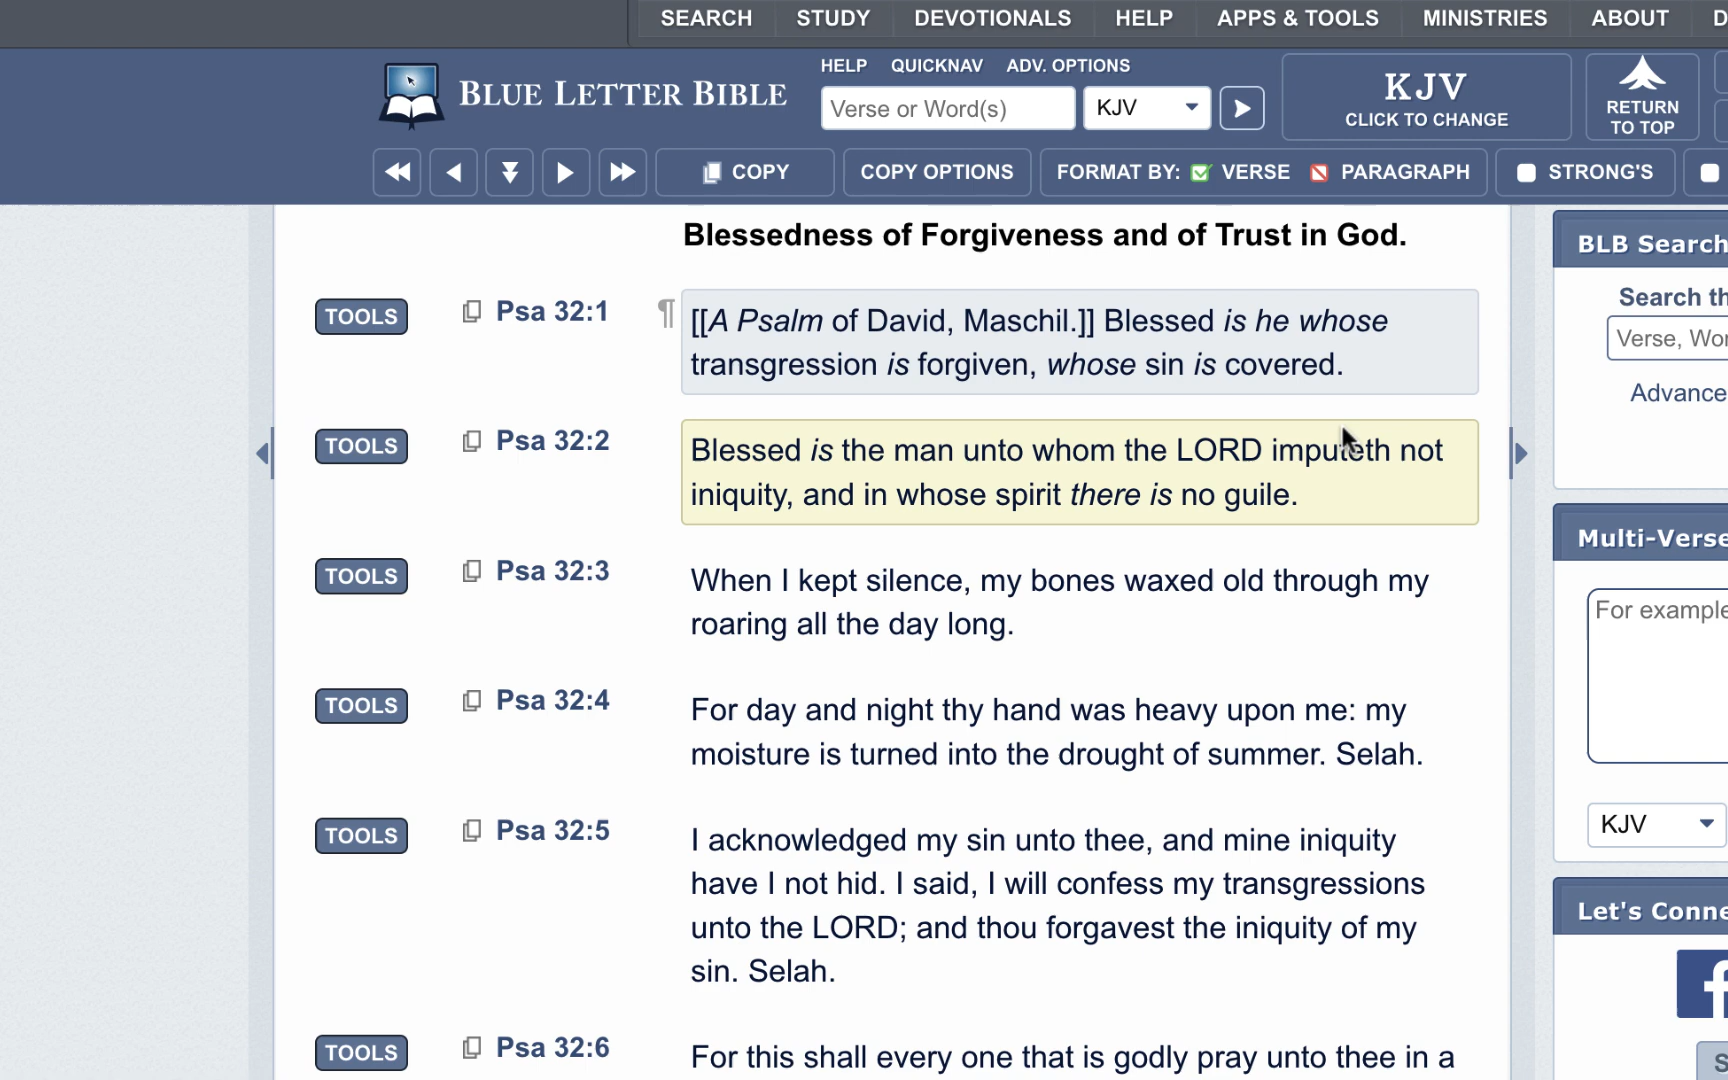 SEARCH STUDY DEVOTIONALS HELP APPS & TOOLS MINISTRIES ABOUT D
BLUE LETTER BIBLE
HELP QUICKNAV ADV. OPTIONS
Verse or Word(s) KJV
KJV
CLICK TO CHANGE
RETURN
TO TOP
COPY COPY OPTIONS FORMAT BY: VERSE PARAGRAPH STRONG'S
Blessedness of Forgiveness and of Trust in God.
TOOLS Psa 32:1 ¶ [[A Psalm of David, Maschil.]] Blessed is he whose
transgression is forgiven, whose sin is covered.
TOOLS Psa 32:2 Blessed is the man unto whom the LORD imputeth not
iniquity, and in whose spirit there is no guile.
TOOLS Psa 32:3 When I kept silence, my bones waxed old through my
roaring all the day long.
TOOLS Psa 32:4 For day and night thy hand was heavy upon me: my
moisture is turned into the drought of summer. Selah.
TOOLS Psa 32:5 I acknowledged my sin unto thee, and mine iniquity
have I not hid. I said, I will confess my transgressions
unto the LORD; and thou forgavest the iniquity of my
sin. Selah.
TOOLS Psa 32:6 For this shall every one that is godly pray unto thee in a
BLB Search
Search th
Verse, Wor
Advance
Multi-Verse
For example
KJV
Let's Conne
f
S